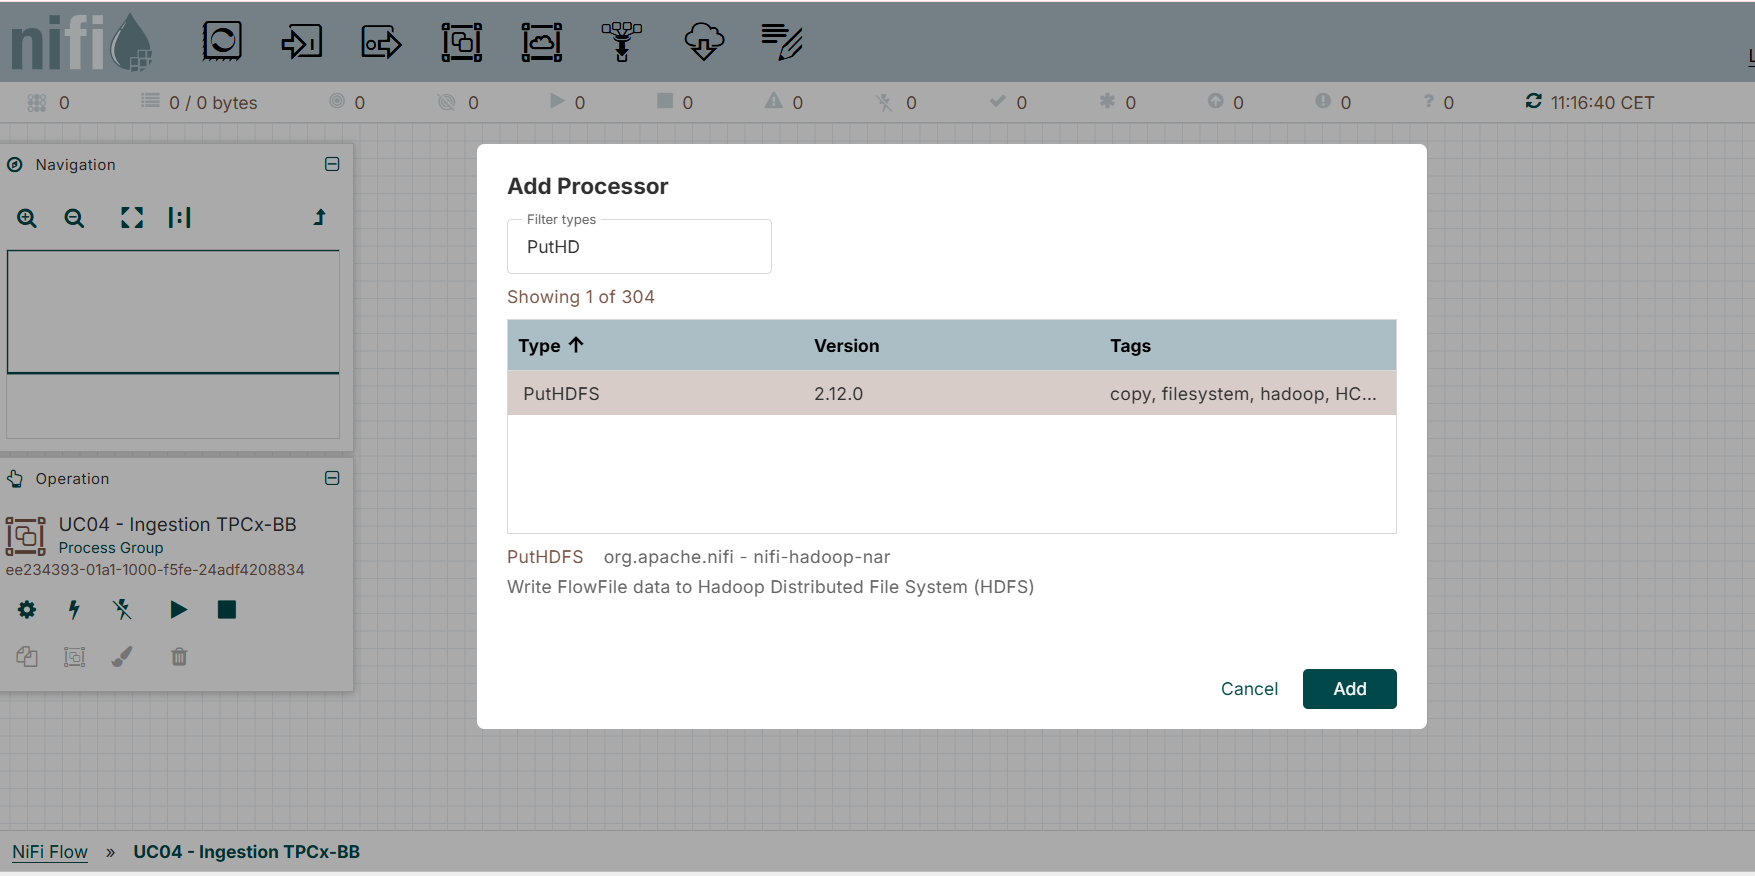 nifi
0
0 / 0 bytes
0
0
0
0
0
0
0
0
0
0
0
11:16:40 CET
Navigation
Operation
UC04 - Ingestion TPCx-BB
Process Group
ee234393-01a1-1000-f5fe-24adf4208834
Add Processor
Filter types
PutHD
Showing 1 of 304
Type Version Tags
PutHDFS 2.12.0 copy, filesystem, hadoop, HC...
PutHDFS org.apache.nifi - nifi-hadoop-nar
Write FlowFile data to Hadoop Distributed File System (HDFS)
Cancel Add
NiFi Flow » UC04 - Ingestion TPCx-BB